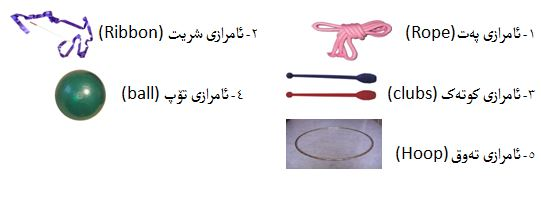 ١- ئامرازی پەت (Rope)
٢- ئامرازی شریت (Ribbon)
٣- ئامرازی کوتەک (clubs)
٤- ئامرازی تۆپ (ball)
٥- ئامرازی تەوق (Hoop)